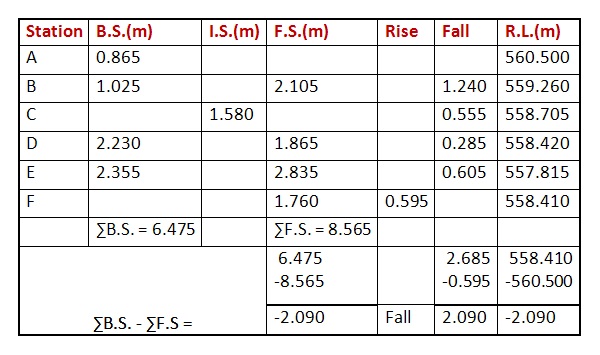 Station B.S.(m) I.S.(m) F.S.(m) Rise Fall R.L.(m)
A 0.865 560.500
B 1.025 2.105 1.240 559.260
C 1.580 0.555 558.705
D 2.230 1.865 0.285 558.420
E 2.355 2.835 0.605 557.815
F 1.760 0.595 558.410
∑B.S. = 6.475 ∑F.S. = 8.565
6.475 2.685 558.410
-8.565 -0.595 -560.500
∑B.S. - ∑F.S = -2.090 Fall 2.090 -2.090